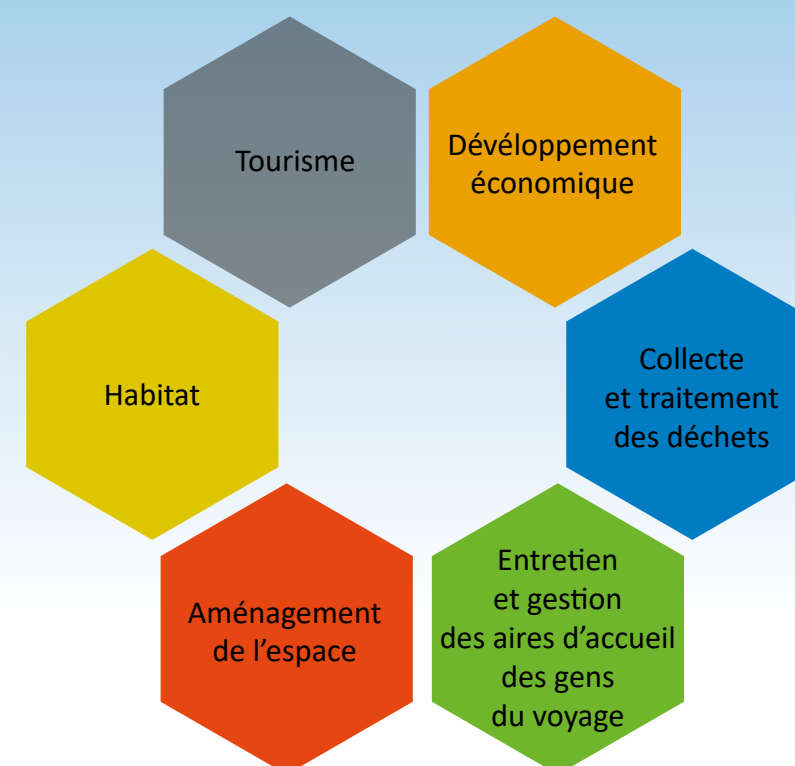 Tourisme
Dévéloppement
économique
Habitat
Collecte
et traitement
des déchets
Aménagement
de l’espace
Entretien
et gestion
des aires d’accueil
des gens
du voyage